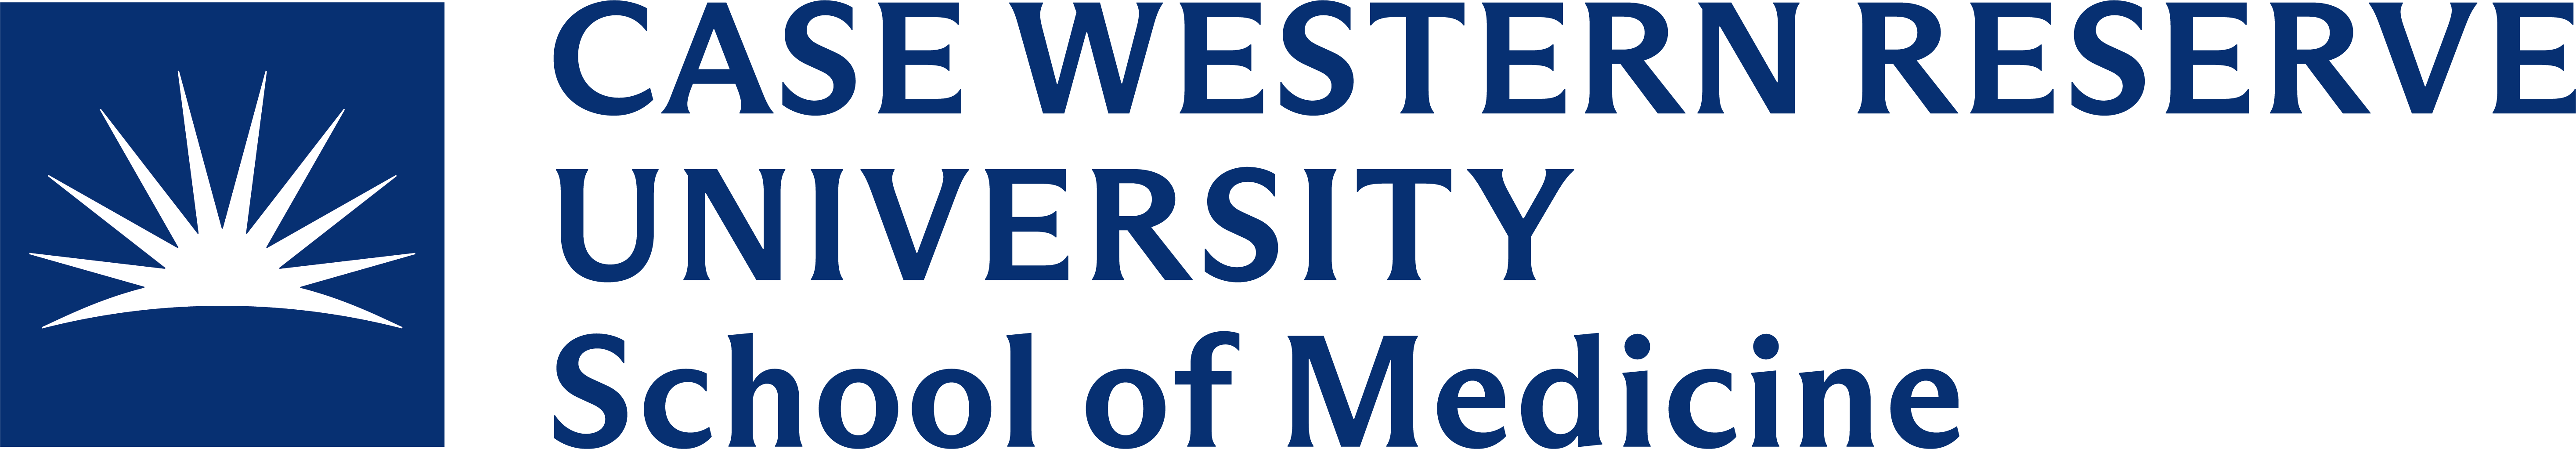 CASE WESTERN RESERVE
UNIVERSITY
School of Medicine